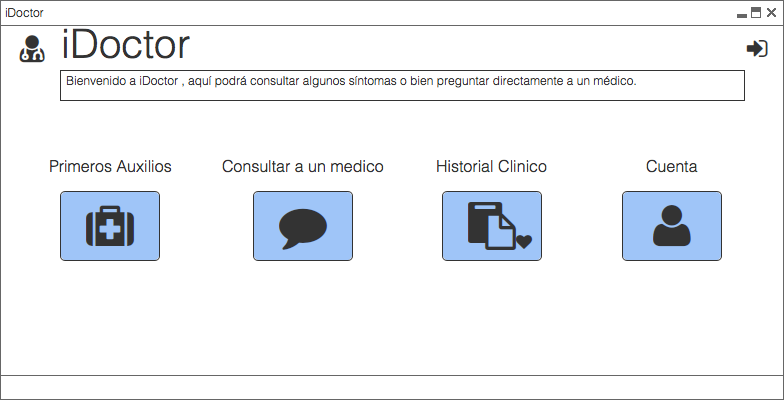 iDoctor
iDoctor
Bienvenido a iDoctor , aquí podrá consultar algunos síntomas o bien preguntar directamente a un médico.
Primeros Auxilios
Consultar a un medico
Historial Clinico
Cuenta